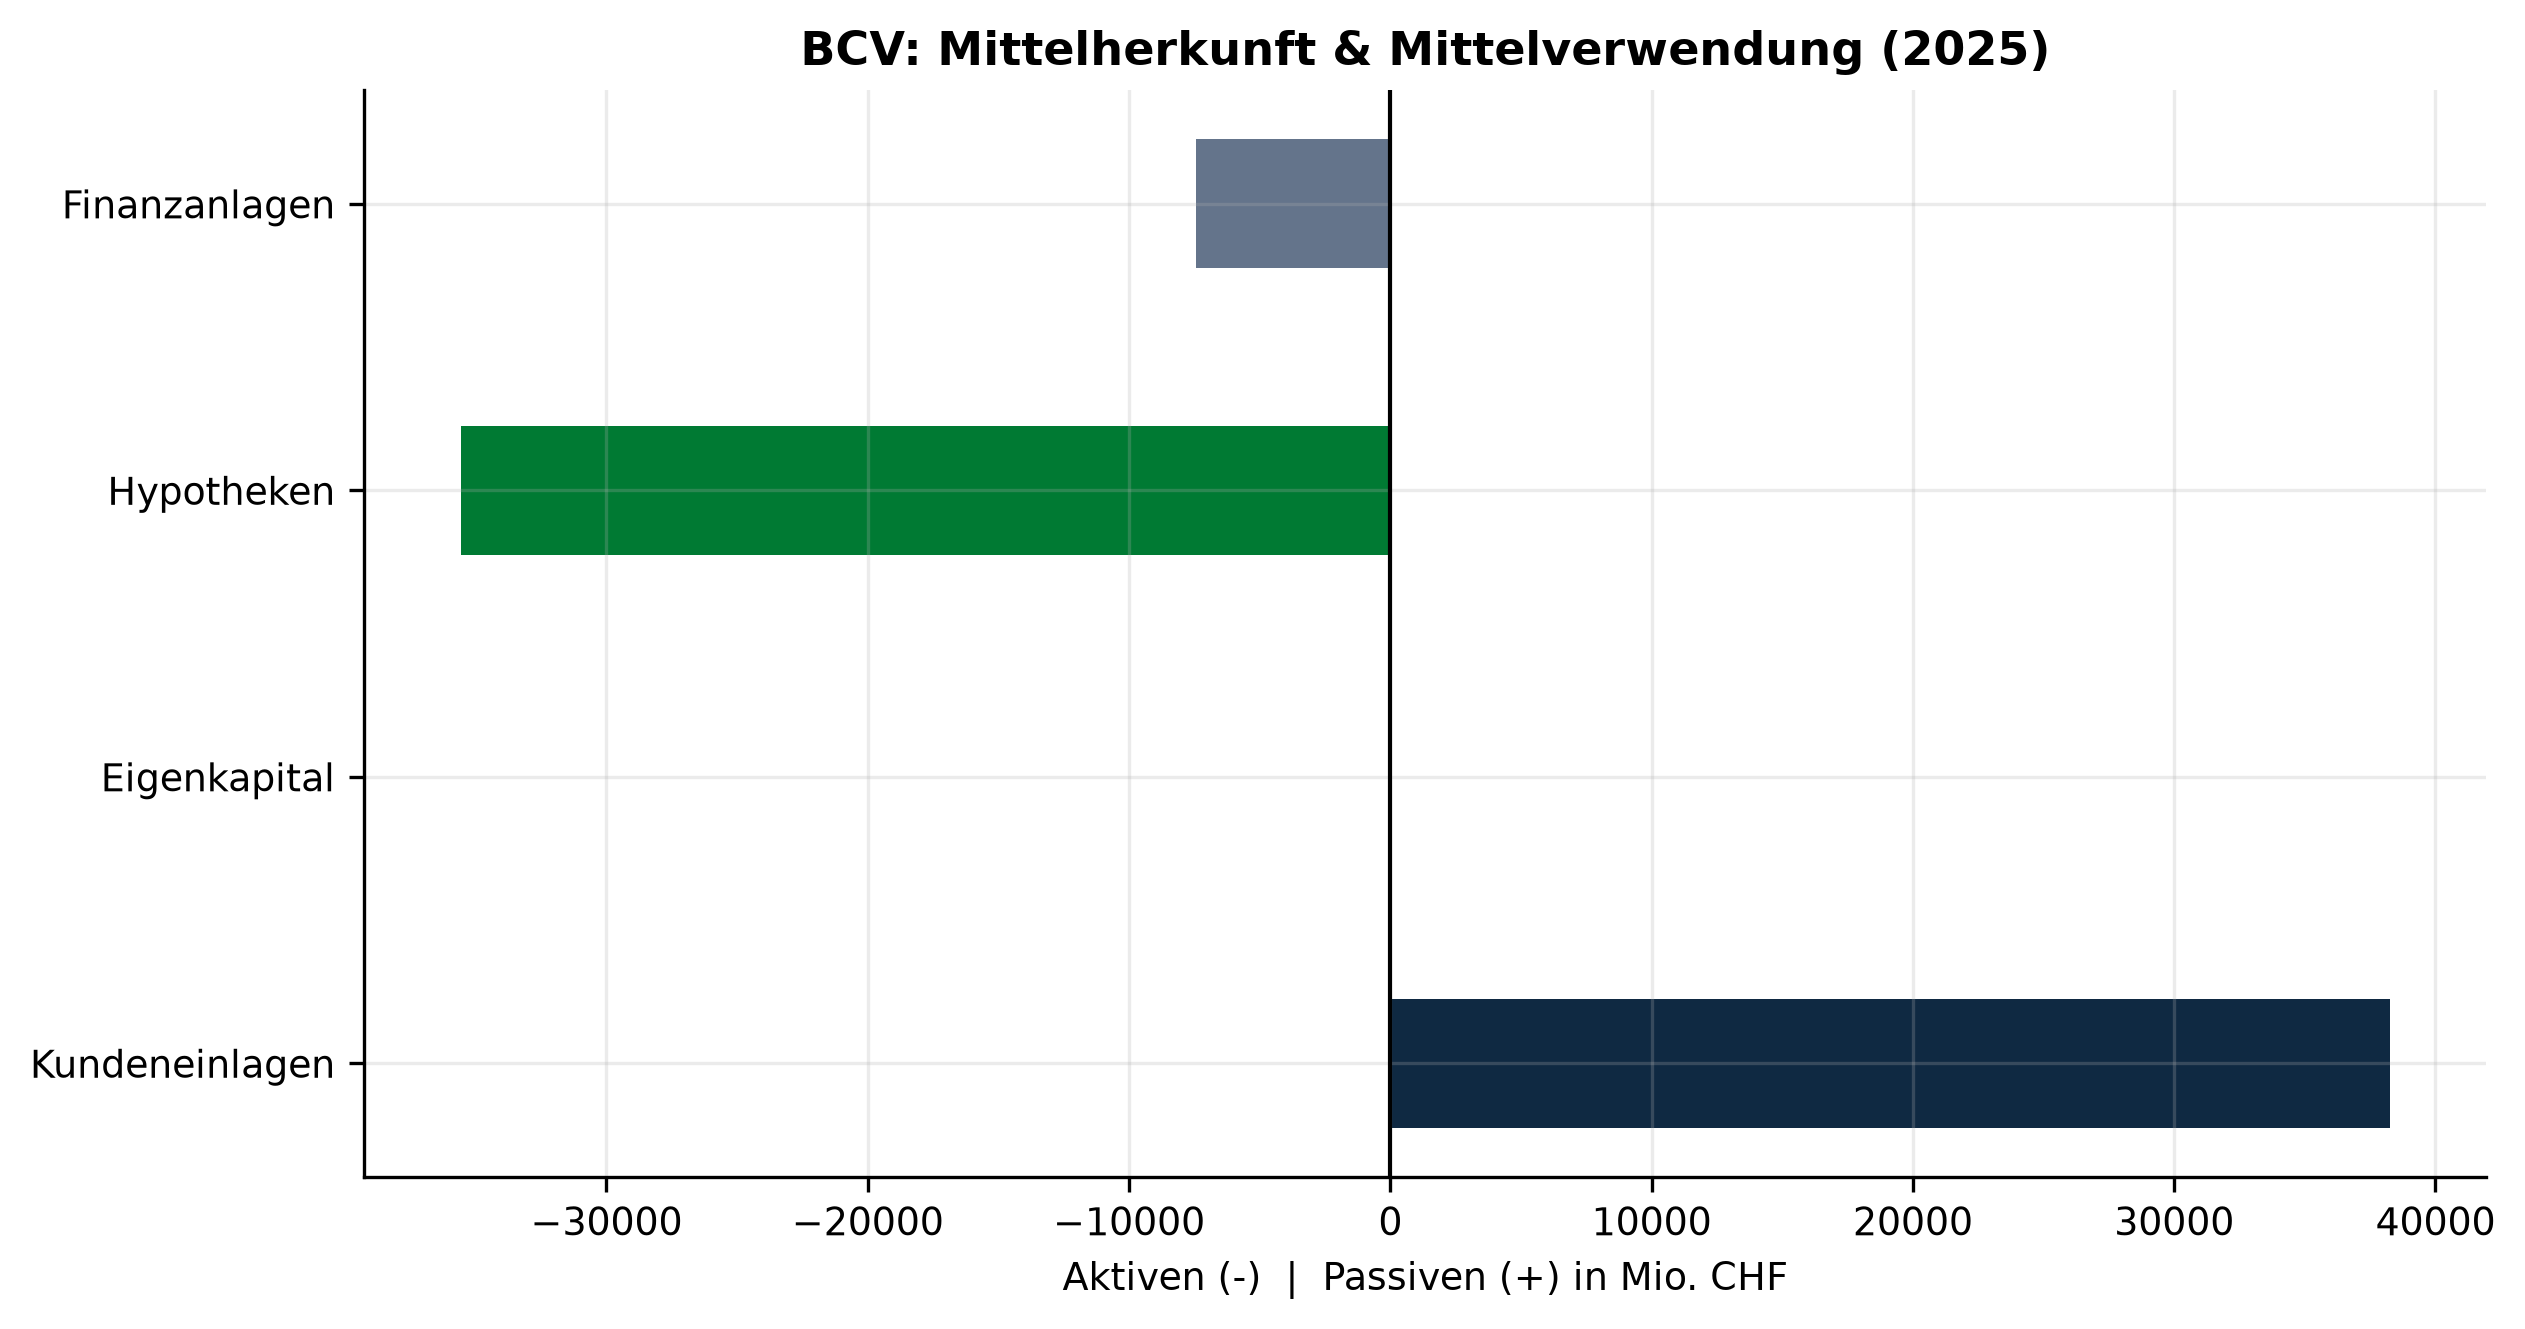 BCV: Mittelherkunft & Mittelverwendung (2025)
Finanzanlagen
Hypotheken
Eigenkapital
Kundeneinlagen
−30000 −20000 −10000 0 10000 20000 30000 40000
Aktiven (-) | Passiven (+) in Mio. CHF